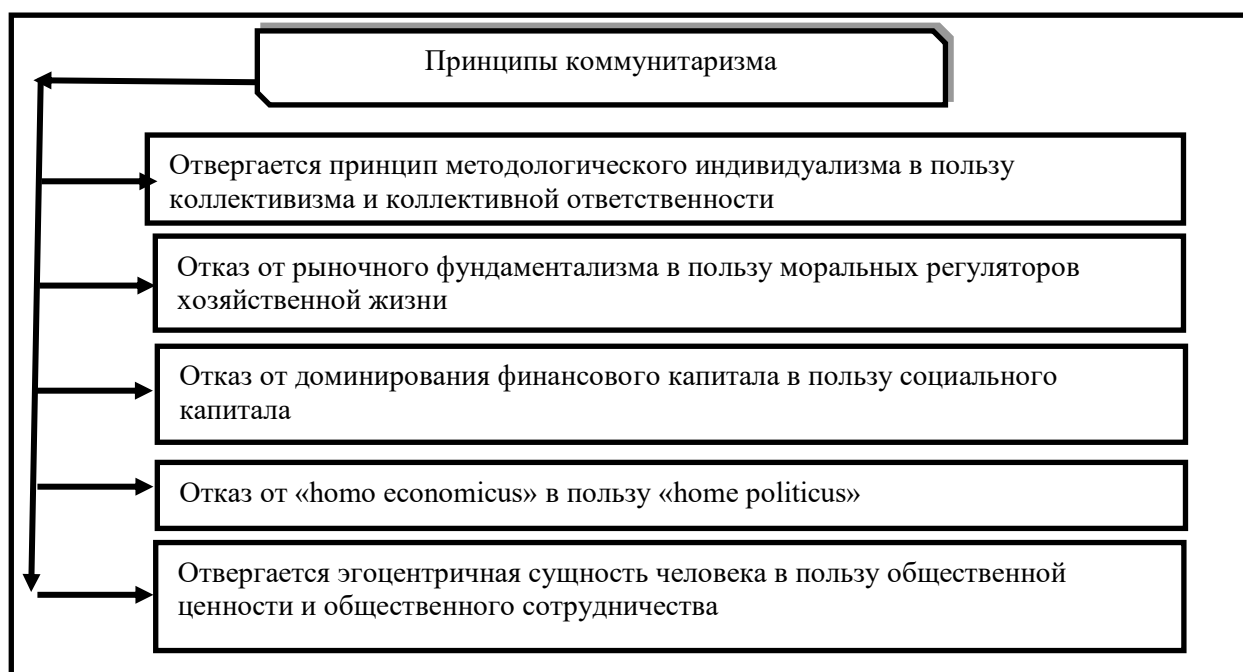 Принципы коммунитаризма
Отвергается принцип методологического индивидуализма в пользу
коллективизма и коллективной ответственности
Отказ от рыночного фундаментализма в пользу моральных регуляторов
хозяйственной жизни
Отказ от доминирования финансового капитала в пользу социального
капитала
Отказ от «homo economicus» в пользу «home politicus»
Отвергается эгоцентричная сущность человека в пользу общественной
ценности и общественного сотрудничества